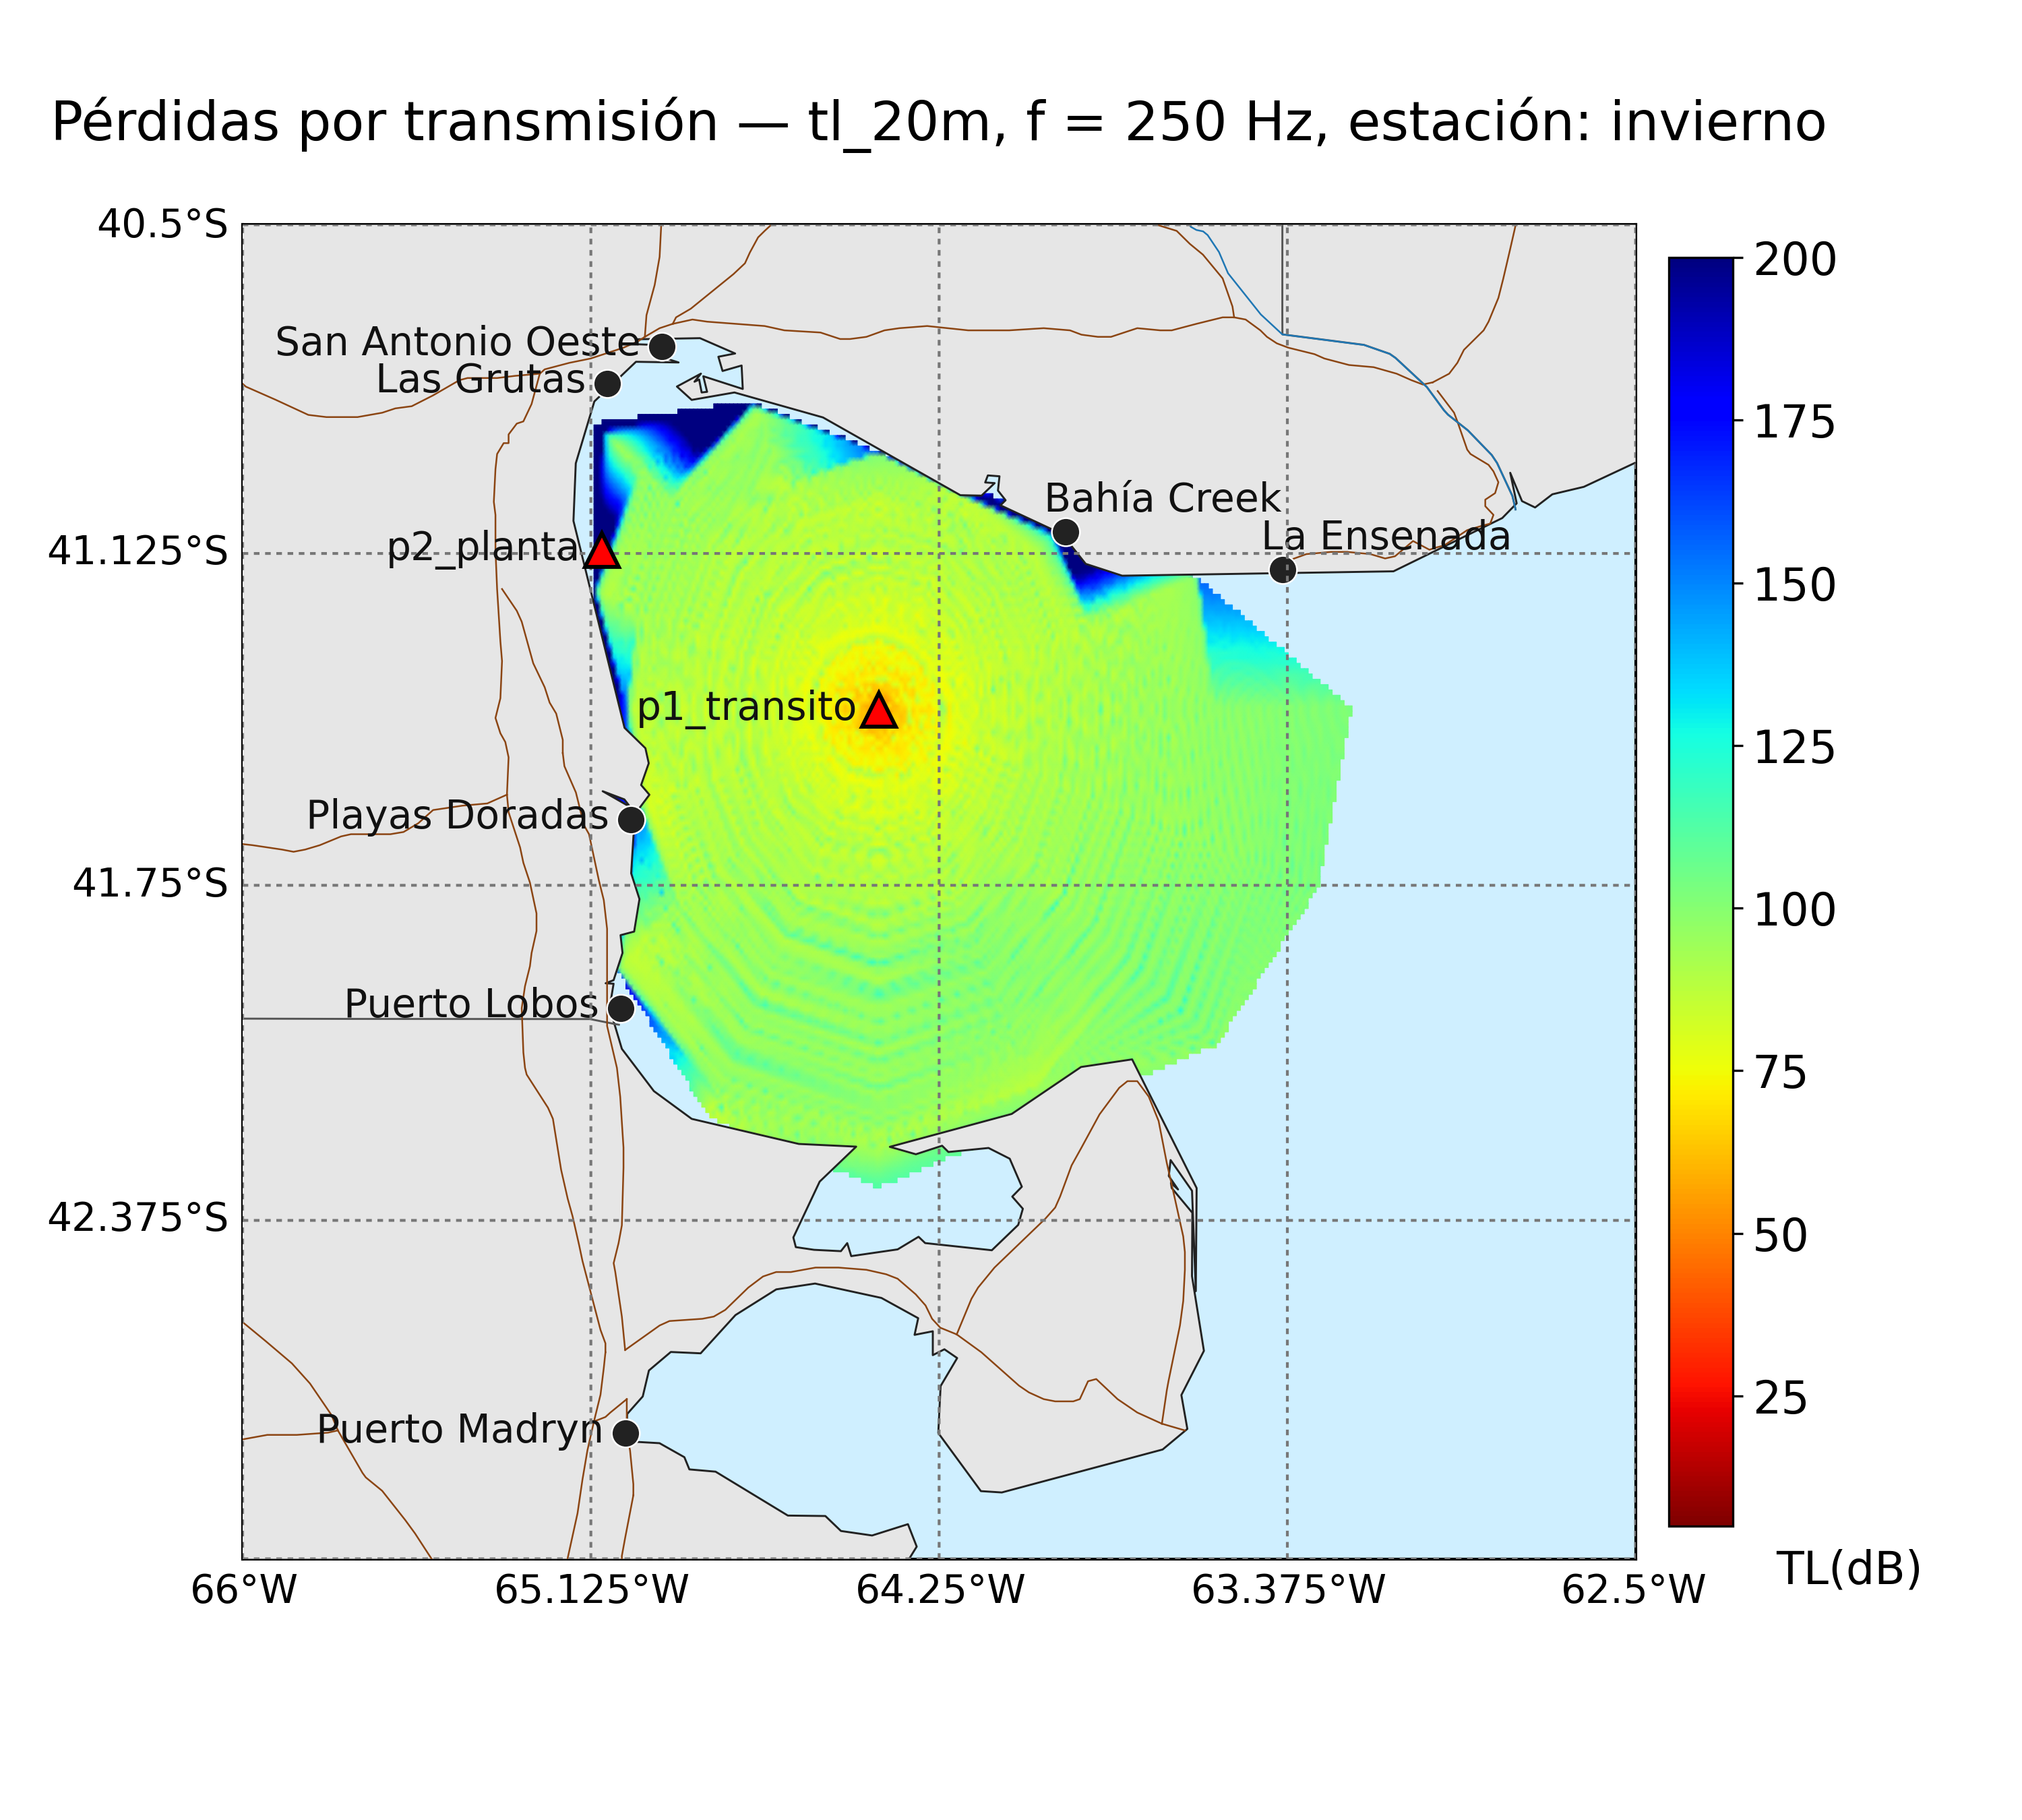 Pérdidas por transmisión — tl_20m, f = 250 Hz, estación: invierno
40.5°S
41.125°S
41.75°S
42.375°S
66°W
65.125°W
64.25°W
63.375°W
62.5°W
San Antonio Oeste
Las Grutas
Bahía Creek
La Ensenada
p2_planta
p1_transito
Playas Doradas
Puerto Lobos
Puerto Madryn
200
175
150
125
100
75
50
25
TL(dB)